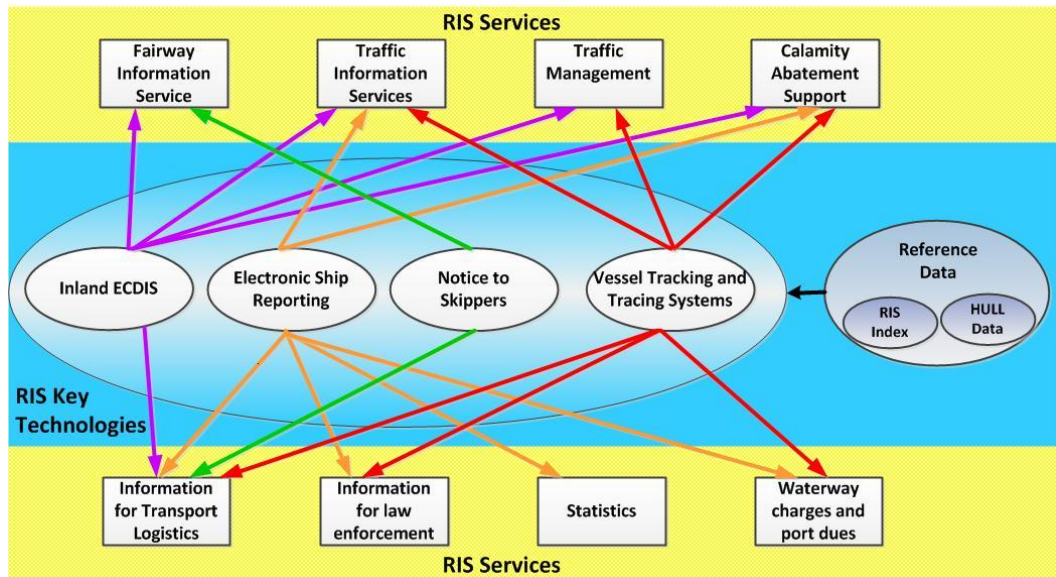 RIS Services
Fairway
Information
Service
Traffic
Information
Services
Traffic
Management
Calamity
Abatement
Support
Inland ECDIS
Electronic Ship
Reporting
Notice to
Skippers
Vessel Tracking and
Tracing Systems
Reference
Data
RIS
Index
HULL
Data
RIS Key
Technologies
Information
for Transport
Logistics
Information
for law
enforcement
Statistics
Waterway
charges and
port dues
RIS Services